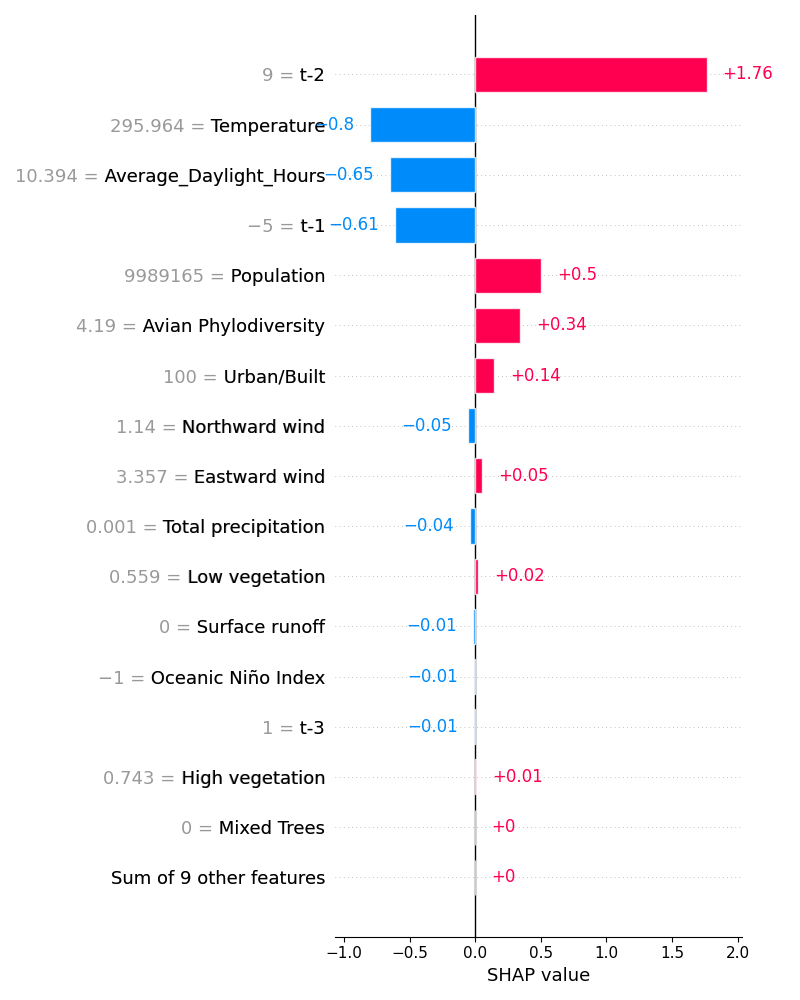 9 = t-2 +1.76
295.964 = Temperature −0.8
10.394 = Average_Daylight_Hours −0.65
−5 = t-1 −0.61
9989165 = Population +0.5
4.19 = Avian Phylodiversity +0.34
100 = Urban/Built +0.14
1.14 = Northward wind −0.05
3.357 = Eastward wind +0.05
0.001 = Total precipitation −0.04
0.559 = Low vegetation +0.02
0 = Surface runoff −0.01
−1 = Oceanic Niño Index −0.01
1 = t-3 −0.01
0.743 = High vegetation +0.01
0 = Mixed Trees +0
Sum of 9 other features +0
−1.0 −0.5 0.0 0.5 1.0 1.5 2.0
SHAP value